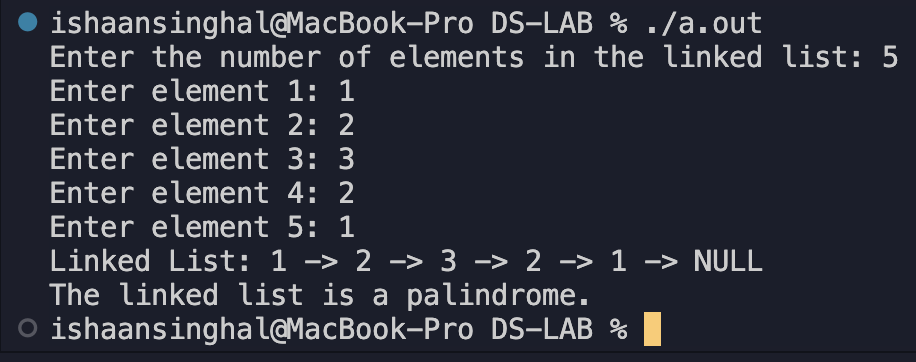 ishaansinghal@MacBook-Pro DS-LAB % ./a.out
Enter the number of elements in the linked list: 5
Enter element 1: 1
Enter element 2: 2
Enter element 3: 3
Enter element 4: 2
Enter element 5: 1
Linked List: 1 -> 2 -> 3 -> 2 -> 1 -> NULL
The linked list is a palindrome.
ishaansinghal@MacBook-Pro DS-LAB %